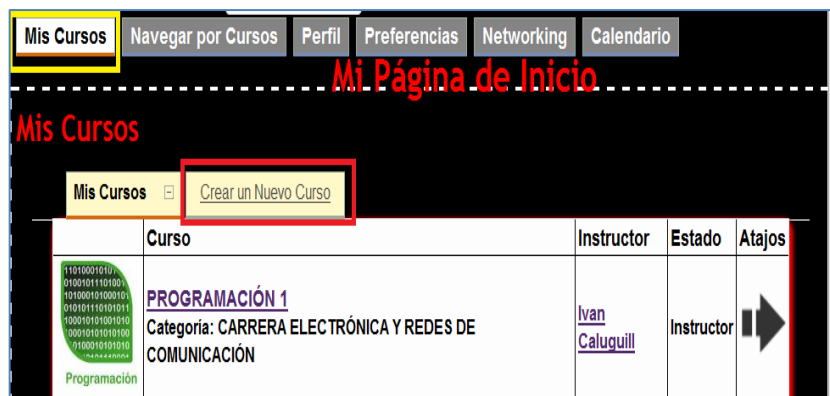 Mis Cursos Navegar por Cursos Perfil Preferencias Networking Calendario
Mi Página de Inicio
Mis Cursos
Mis Cursos Crear un Nuevo Curso
Curso Instructor Estado Atajos
PROGRAMACIÓN 1
Categoría: CARRERA ELECTRÓNICA Y REDES DE
COMUNICACIÓN
Ivan
Caluguill
Instructor
Programación